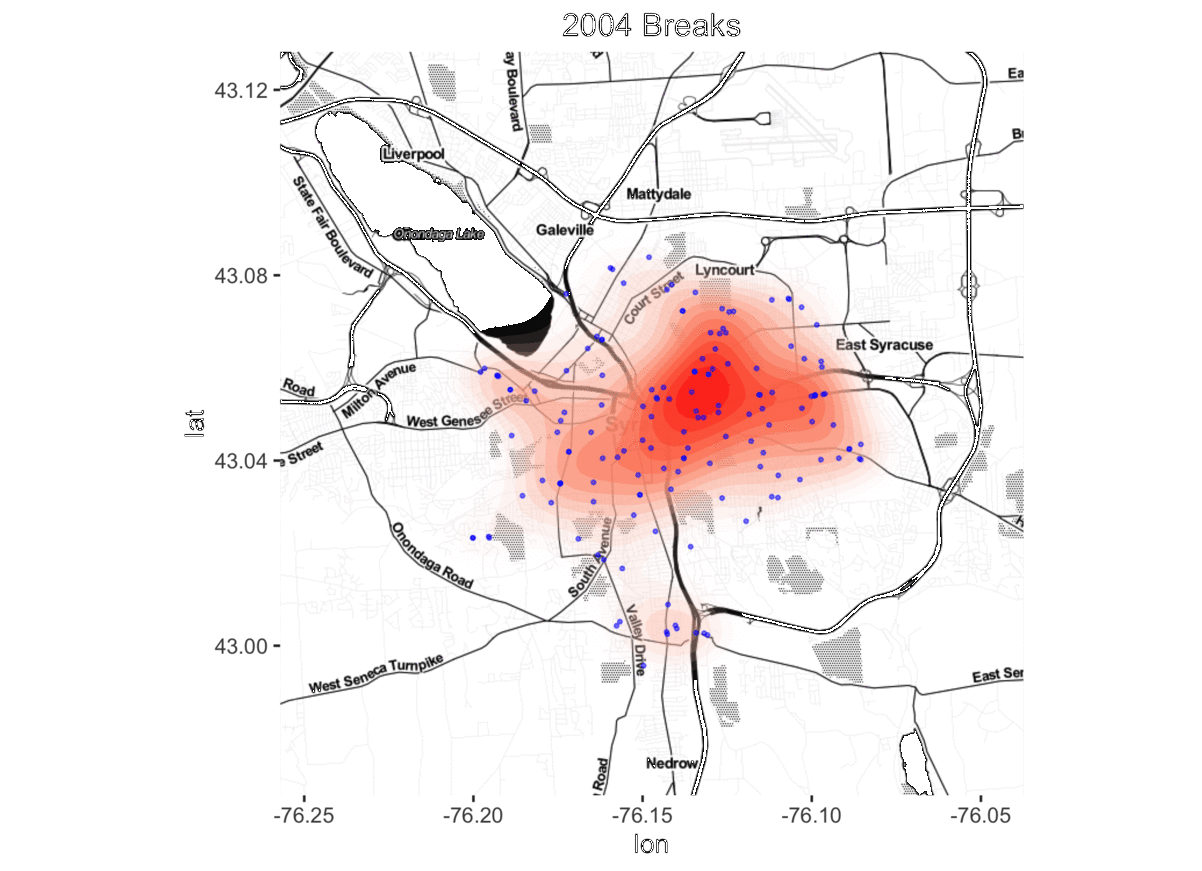 2004 Breaks
43.12
43.08
43.04
43.00
lat
ay Boulevard
Ea
Liverpool
State Fair Boulevard
Mattydale
Onondaga Lake
Galeville
Lyncourt
Court Street
East Syracuse
Road
Milton Avenue
West Genesee Street
Syr
e Street
Onondaga Road
South Avenue
Valley Drive
West Seneca Turnpike
East Sen
Nedrow
Road
-76.25
-76.20
-76.15
-76.10
-76.05
lon